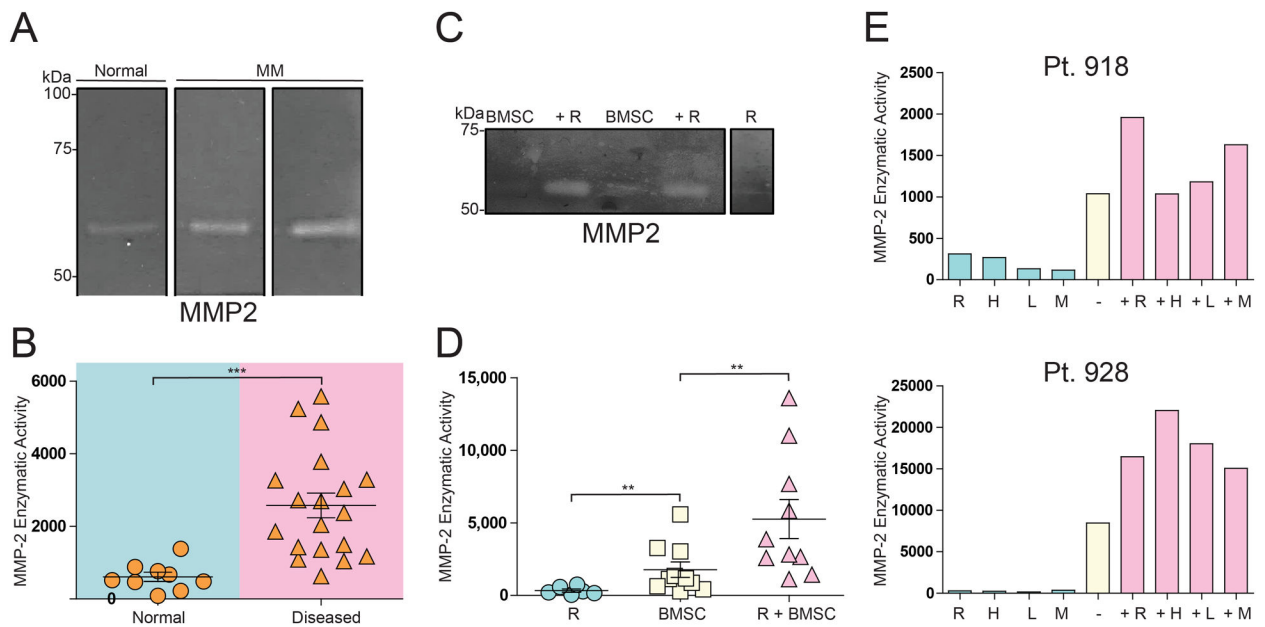 A
Normal
MM
kDa
100-
75-
50-
MMP2
B
MMP-2 Enzymatic Activity
6000
4000
2000
0
***
Normal
Diseased
C
kDa
BMSC
+ R
BMSC
+ R
R
75-
50-
MMP2
D
MMP-2 Enzymatic Activity
15,000
10,000
5,000
0
**
**
R
BMSC
R + BMSC
E
Pt. 918
MMP-2 Enzymatic Activity
2500
2000
1500
1000
500
0
R H L M - + R + H + L + M
Pt. 928
MMP-2 Enzymatic Activity
25000
20000
15000
10000
5000
0
R H L M - + R + H + L + M